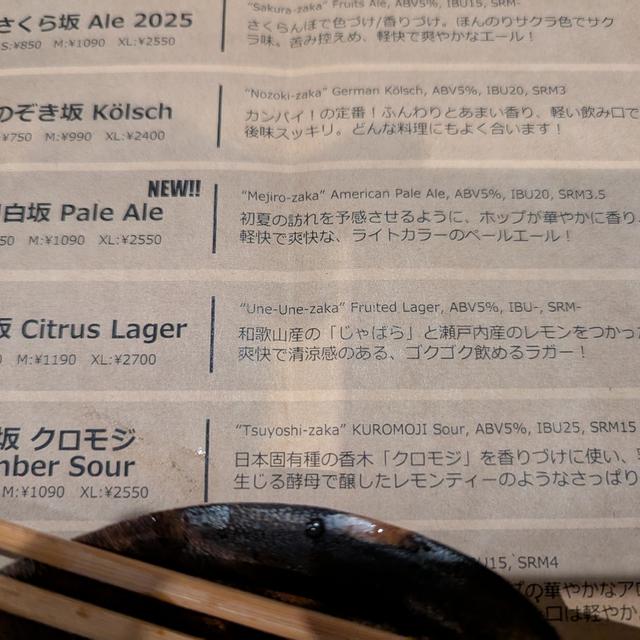 さくら坂 Ale 2025
S:¥850 M:¥1090 XL:¥2550
"Sakura-zaka" Fruits Ale, ABV5%, IBU15, SRM-
さくらんぼで色づけ/香りづけ。ほんのりサクラ色でサク
ラ味。苦み控えめ、軽快で爽やかなエール！
のぞき坂 Kölsch
¥750 M:¥990 XL:¥2400
"Nozoki-zaka" German Kölsch, ABV5%, IBU20, SRM3
カンパイ！の定番！ふんわりとあまい香り、軽い飲み口で
後味スッキリ。どんな料理にもよく合います！
NEW!!
白坂 Pale Ale
50 M:¥1090 XL:¥2550
"Mejiro-zaka" American Pale Ale, ABV5%, IBU20, SRM3.5
初夏の訪れを予感させるように、ホップが華やかに香り、
軽快で爽快な、ライトカラーのペールエール！
坂 Citrus Lager
M:¥1190 XL:¥2700
"Une-Une-zaka" Fruited Lager, ABV5%, IBU-, SRM-
和歌山産の「じゃばら」と瀬戸内産のレモンをつかった
爽快で清涼感のある、ゴクゴク飲めるラガー！
坂 クロモジ
mber Sour
M:¥1090 XL:¥2550
"Tsuyoshi-zaka" KUROMOJI Sour, ABV5%, IBU25, SRM15
日本固有種の香木「クロモジ」を香りづけに使い、
生じる酵母で醸したレモンティーのようなさっぱり
U15, SRM4
の華やかなア
口は軽やか